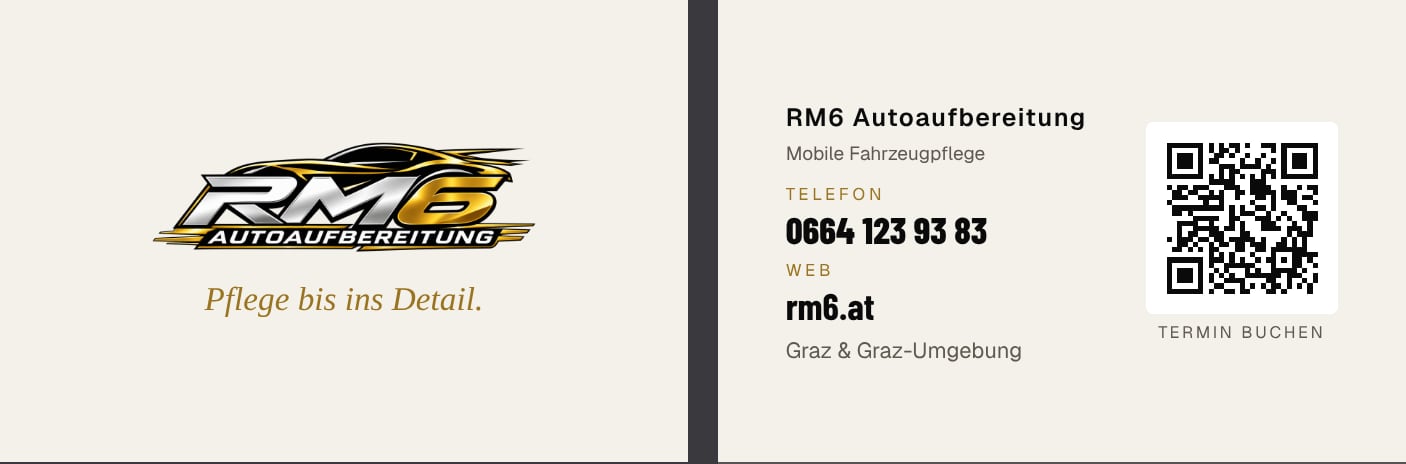 RM6
AUTOAUFBEREITUNG
Pflege bis ins Detail.
RM6 Autoaufbereitung
Mobile Fahrzeugpflege
TELEFON
0664 123 93 83
WEB
rm6.at
Graz & Graz-Umgebung
TERMIN BUCHEN